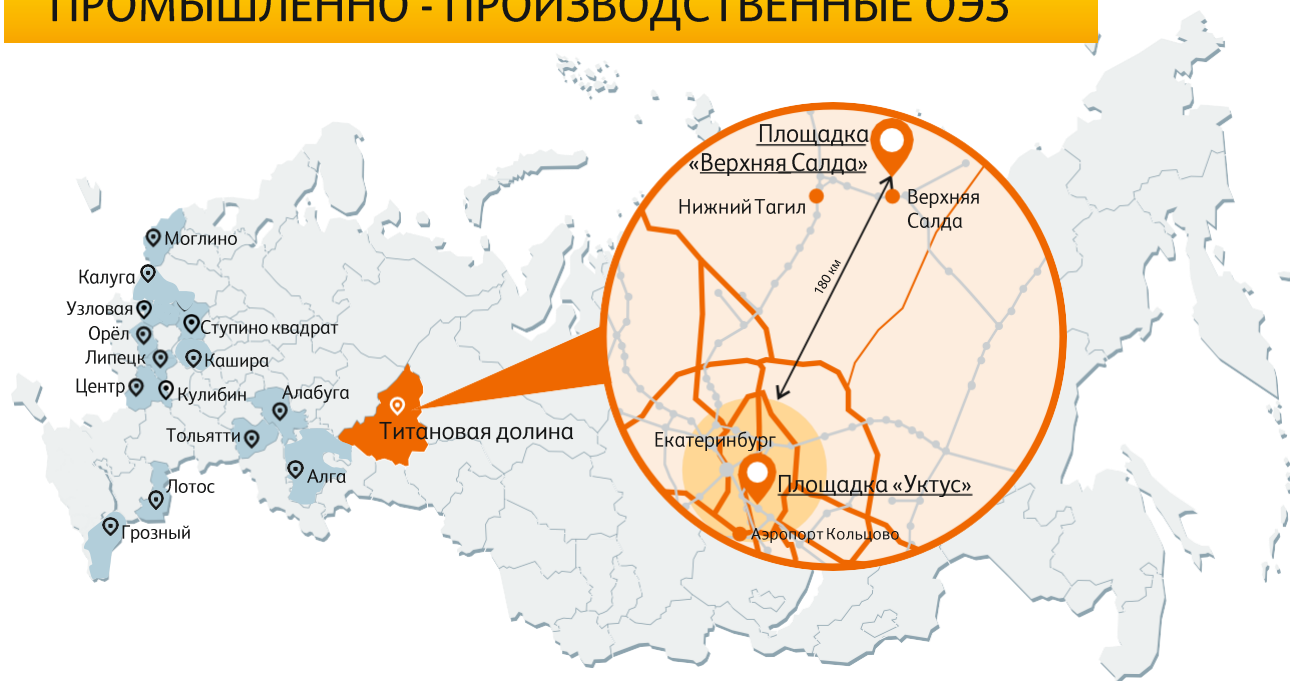 ПРОМЫШЛЕННО - ПРОИЗВОДСТВЕННЫЕ ОЭЗ
Площадка
«Верхняя Салда»
Нижний Тагил
Верхняя
Салда
180 км
Моглино
Калуга
Узловая
Ступино квадрат
Орёл
Липецк
Кашира
Центр
Кулибин
Алабуга
Тольятти
Титановая долина
Екатеринбург
Алга
Площадка «Уктус»
Лотос
Грозный
Аэропорт Кольцово